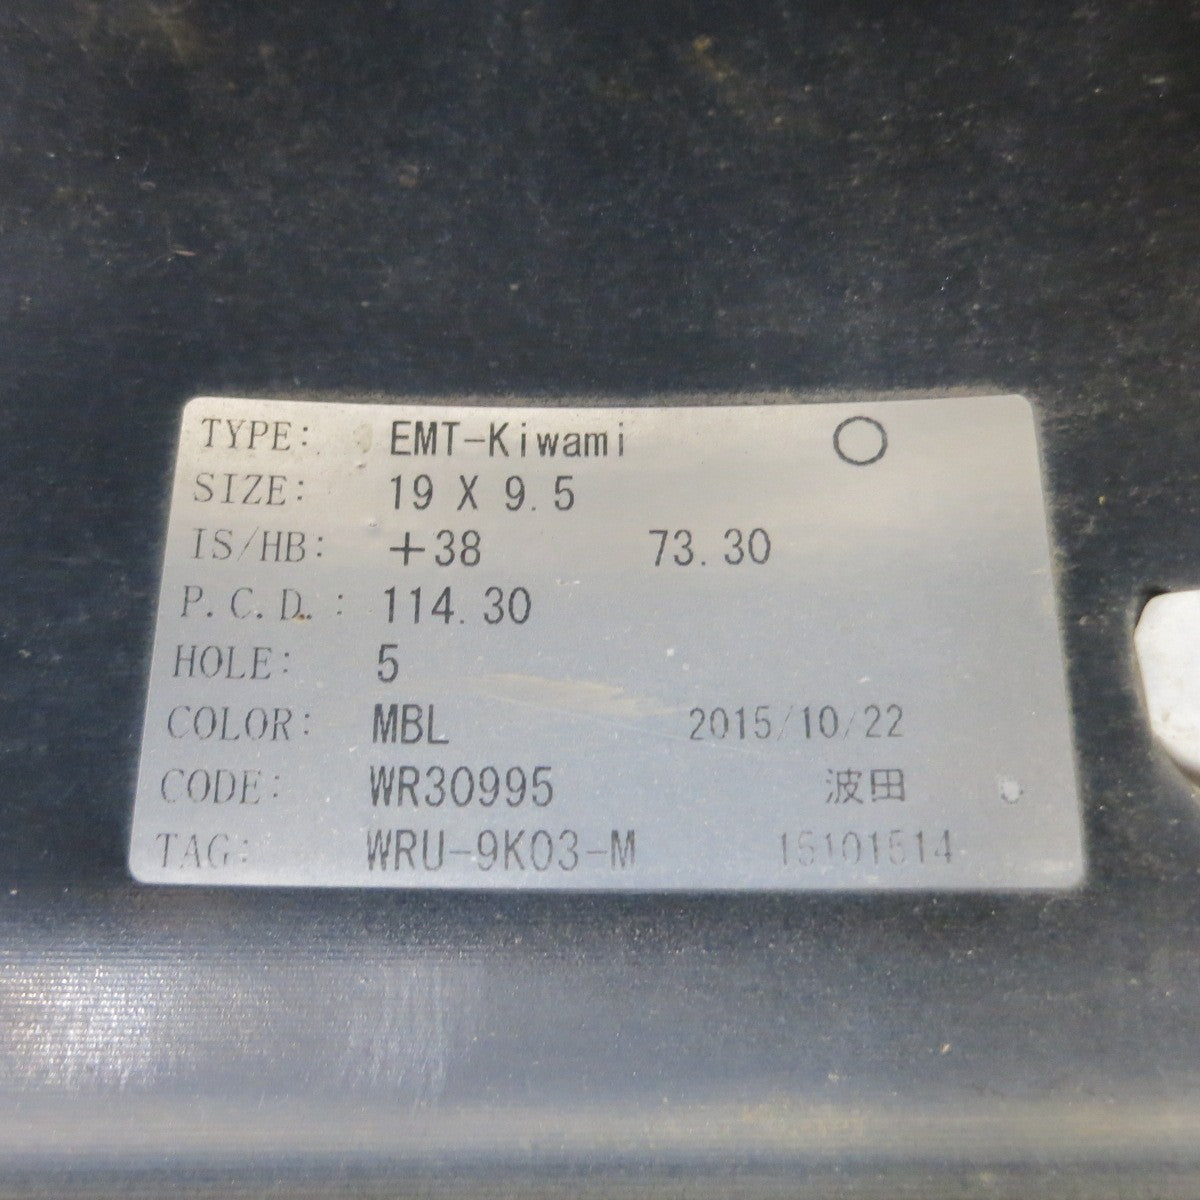 TYPE: EMT-Kiwami ○
SIZE: 19 X 9.5
IS/HB: +38 73.30
P.C.D.: 114.30
HOLE: 5
COLOR: MBL 2015/10/22
CODE: WR30995 波田
TAG: WRU-9K03-M 15101514